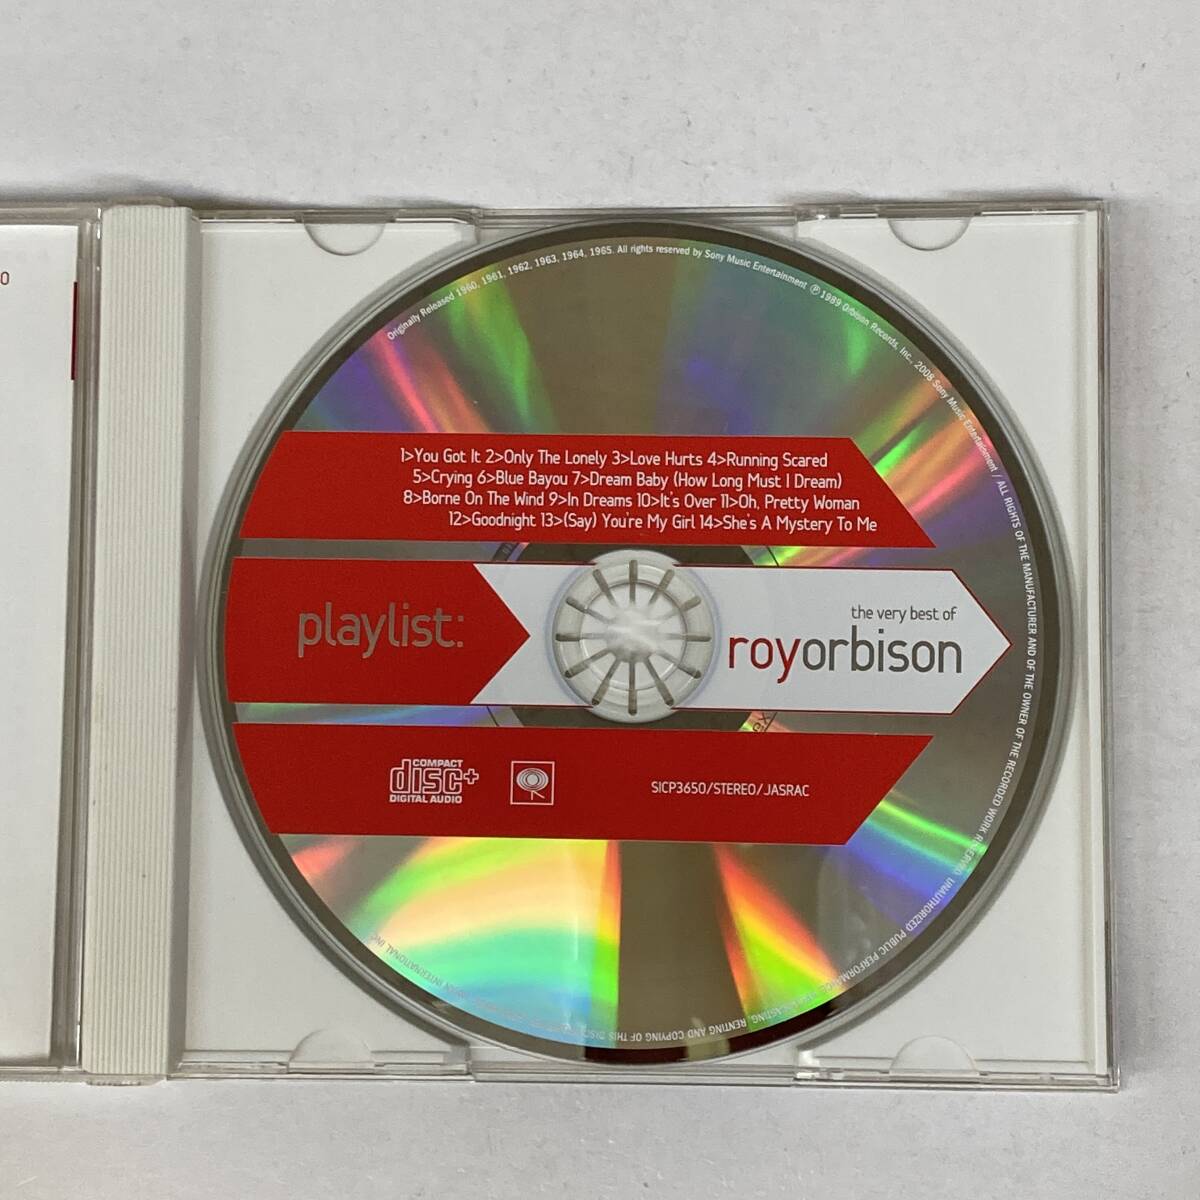 Originally Released 1960, 1961, 1962, 1963, 1964, 1965. All rights reserved by Sony Music Entertainment ℗1989 Orbison Records, Inc., 2008 Sony Music Entertainment / ALL RIGHTS OF THE MANUFACTURER AND OF THE OWNER OF THE RECORDED WORK RESERVED. UNAUTHORIZED PUBLIC PERFORMANCE, BROADCASTING, RENTING AND COPYING OF THIS DISC
INTERNATIONAL INC.
1>You Got It 2>Only The Lonely 3>Love Hurts 4>Running Scared
5>Crying 6>Blue Bayou 7>Dream Baby (How Long Must I Dream)
8>Borne On The Wind 9>In Dreams 10>It's Over 11>Oh, Pretty Woman
12>Goodnight 13>(Say) You're My Girl 14>She's A Mystery To Me
playlist:
the very best of
royorbison
COMPACT
disc+
DIGITAL AUDIO
SICP3650/STEREO/JASRAC